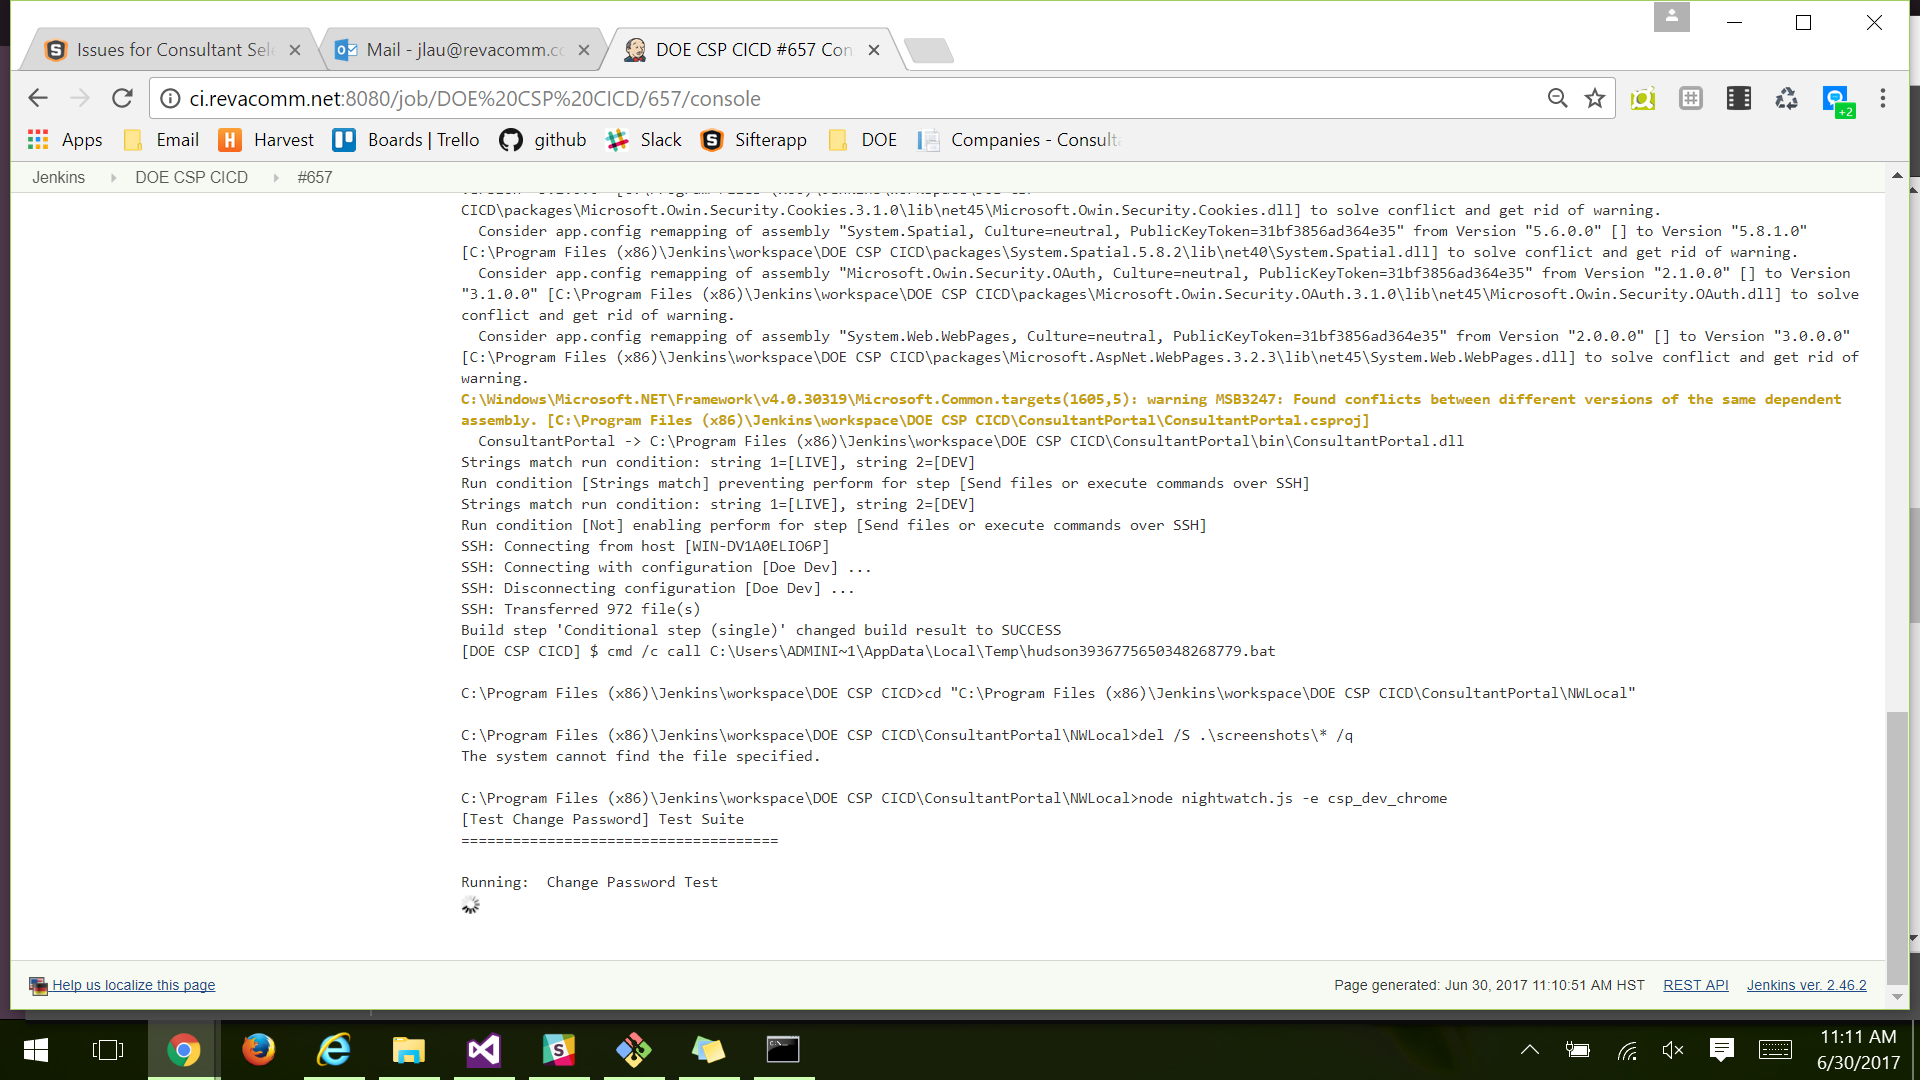 Issues for Consultant Sele
Mail - jlau@revacomm.co
DOE CSP CICD #657 Con
ci.revacomm.net:8080/job/DOE%20CSP%20CICD/657/console
+2
Apps Email Harvest Boards | Trello github Slack Sifterapp DOE Companies - Consulta
Jenkins DOE CSP CICD #657
CICD\packages\Microsoft.Owin.Security.Cookies.3.1.0\lib\net45\Microsoft.Owin.Security.Cookies.dll] to solve conflict and get rid of warning.
Consider app.config remapping of assembly "System.Spatial, Culture=neutral, PublicKeyToken=31bf3856ad364e35" from Version "5.6.0.0" [] to Version "5.8.1.0"
[C:\Program Files (x86)\Jenkins\workspace\DOE CSP CICD\packages\System.Spatial.5.8.2\lib\net40\System.Spatial.dll] to solve conflict and get rid of warning.
Consider app.config remapping of assembly "Microsoft.Owin.Security.OAuth, Culture=neutral, PublicKeyToken=31bf3856ad364e35" from Version "2.1.0.0" [] to Version
"3.1.0.0" [C:\Program Files (x86)\Jenkins\workspace\DOE CSP CICD\packages\Microsoft.Owin.Security.OAuth.3.1.0\lib\net45\Microsoft.Owin.Security.OAuth.dll] to solve
conflict and get rid of warning.
Consider app.config remapping of assembly "System.Web.WebPages, Culture=neutral, PublicKeyToken=31bf3856ad364e35" from Version "2.0.0.0" [] to Version "3.0.0.0"
[C:\Program Files (x86)\Jenkins\workspace\DOE CSP CICD\packages\Microsoft.AspNet.WebPages.3.2.3\lib\net45\System.Web.WebPages.dll] to solve conflict and get rid of
warning.
C:\Windows\Microsoft.NET\Framework\v4.0.30319\Microsoft.Common.targets(1605,5): warning MSB3247: Found conflicts between different versions of the same dependent
assembly. [C:\Program Files (x86)\Jenkins\workspace\DOE CSP CICD\ConsultantPortal\ConsultantPortal.csproj]
ConsultantPortal -> C:\Program Files (x86)\Jenkins\workspace\DOE CSP CICD\ConsultantPortal\bin\ConsultantPortal.dll
Strings match run condition: string 1=[LIVE], string 2=[DEV]
Run condition [Strings match] preventing perform for step [Send files or execute commands over SSH]
Strings match run condition: string 1=[LIVE], string 2=[DEV]
Run condition [Not] enabling perform for step [Send files or execute commands over SSH]
SSH: Connecting from host [WIN-DV1A0ELIO6P]
SSH: Connecting with configuration [Doe Dev] ...
SSH: Disconnecting configuration [Doe Dev] ...
SSH: Transferred 972 file(s)
Build step 'Conditional step (single)' changed build result to SUCCESS
[DOE CSP CICD] $ cmd /c call C:\Users\ADMINI~1\AppData\Local\Temp\hudson3936775650348268779.bat
C:\Program Files (x86)\Jenkins\workspace\DOE CSP CICD>cd "C:\Program Files (x86)\Jenkins\workspace\DOE CSP CICD\ConsultantPortal\NWLocal"
C:\Program Files (x86)\Jenkins\workspace\DOE CSP CICD\ConsultantPortal\NWLocal>del /S .\screenshots\* /q
The system cannot find the file specified.
C:\Program Files (x86)\Jenkins\workspace\DOE CSP CICD\ConsultantPortal\NWLocal>node nightwatch.js -e csp_dev_chrome
[Test Change Password] Test Suite
=====================================
Running:  Change Password Test
Help us localize this page
Page generated: Jun 30, 2017 11:10:51 AM HST REST API Jenkins ver. 2.46.2
11:11 AM
6/30/2017